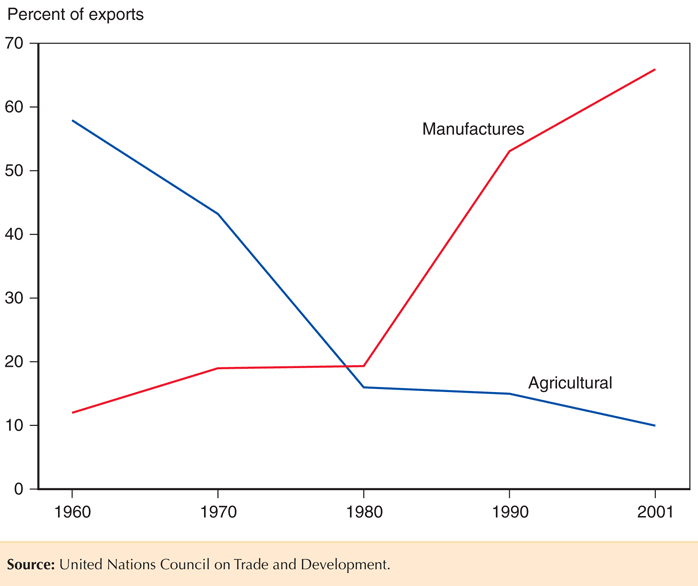 Percent of exports
70
60
50
40
30
20
10
0
Manufactures
Agricultural
1960 1970 1980 1990 2001
Source: United Nations Council on Trade and Development.